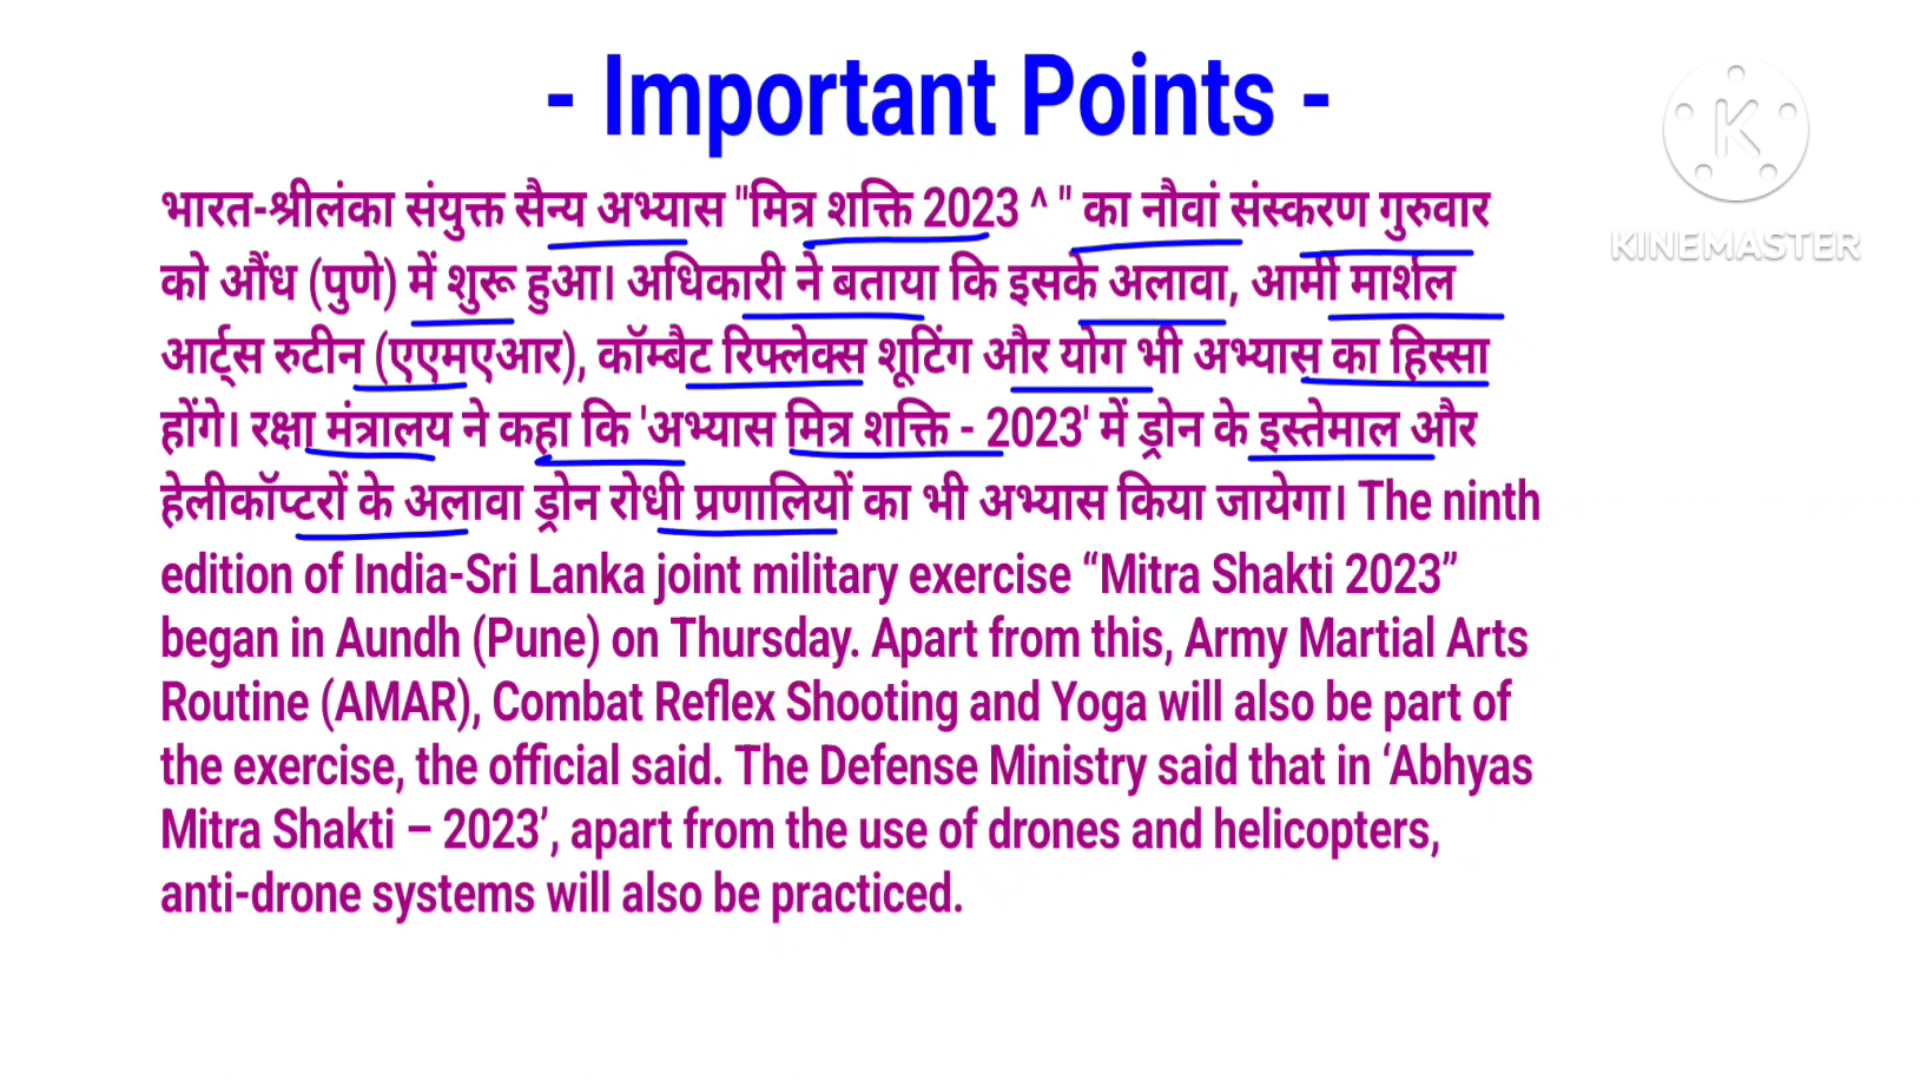 - Important Points -
भारत-श्रीलंका संयुक्त सैन्य अभ्यास "मित्र शक्ति 2023 ^ " का नौवां संस्करण गुरुवार
को औंध (पुणे) में शुरू हुआ। अधिकारी ने बताया कि इसके अलावा, आर्मी मार्शल
आर्ट्स रुटीन (एएमएआर), कॉम्बैट रिफ्लेक्स शूटिंग और योग भी अभ्यास का हिस्सा
होंगे। रक्षा मंत्रालय ने कहा कि 'अभ्यास मित्र शक्ति - 2023' में ड्रोन के इस्तेमाल और
हेलीकॉप्टरों के अलावा ड्रोन रोधी प्रणालियों का भी अभ्यास किया जायेगा। The ninth
edition of India-Sri Lanka joint military exercise “Mitra Shakti 2023”
began in Aundh (Pune) on Thursday. Apart from this, Army Martial Arts
Routine (AMAR), Combat Reflex Shooting and Yoga will also be part of
the exercise, the official said. The Defense Ministry said that in ‘Abhyas
Mitra Shakti – 2023’, apart from the use of drones and helicopters,
anti-drone systems will also be practiced.
K
KINEMASTER